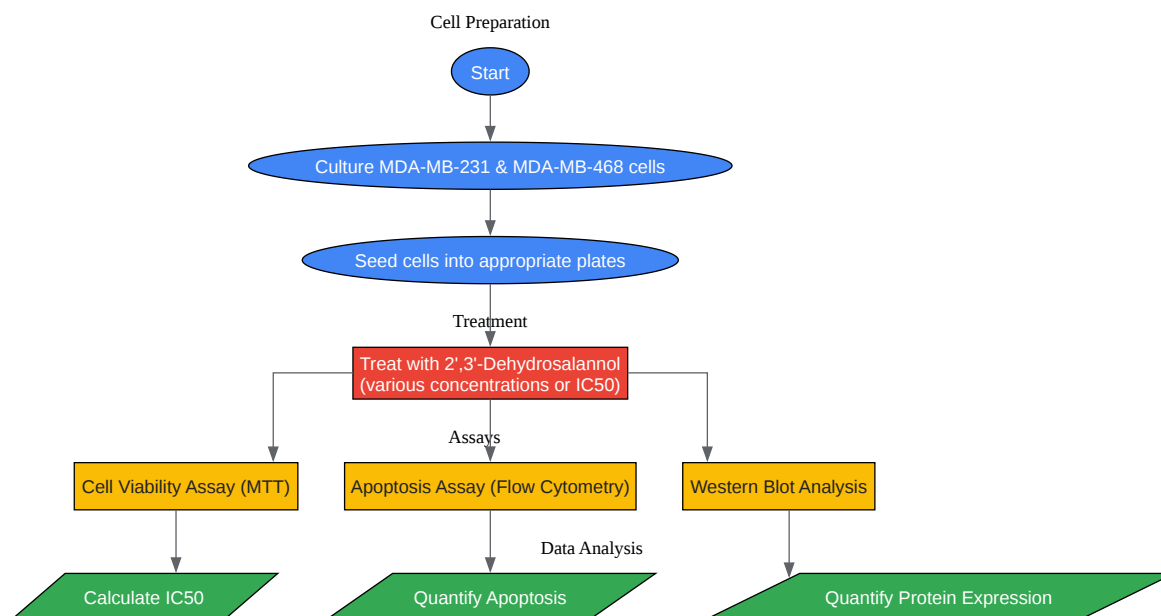 Cell Preparation
Start
Culture MDA-MB-231 & MDA-MB-468 cells
Seed cells into appropriate plates
Treatment
Treat with 2',3'-Dehydrosalannol
(various concentrations or IC50)
Assays
Cell Viability Assay (MTT)
Apoptosis Assay (Flow Cytometry)
Western Blot Analysis
Data Analysis
Calculate IC50
Quantify Apoptosis
Quantify Protein Expression